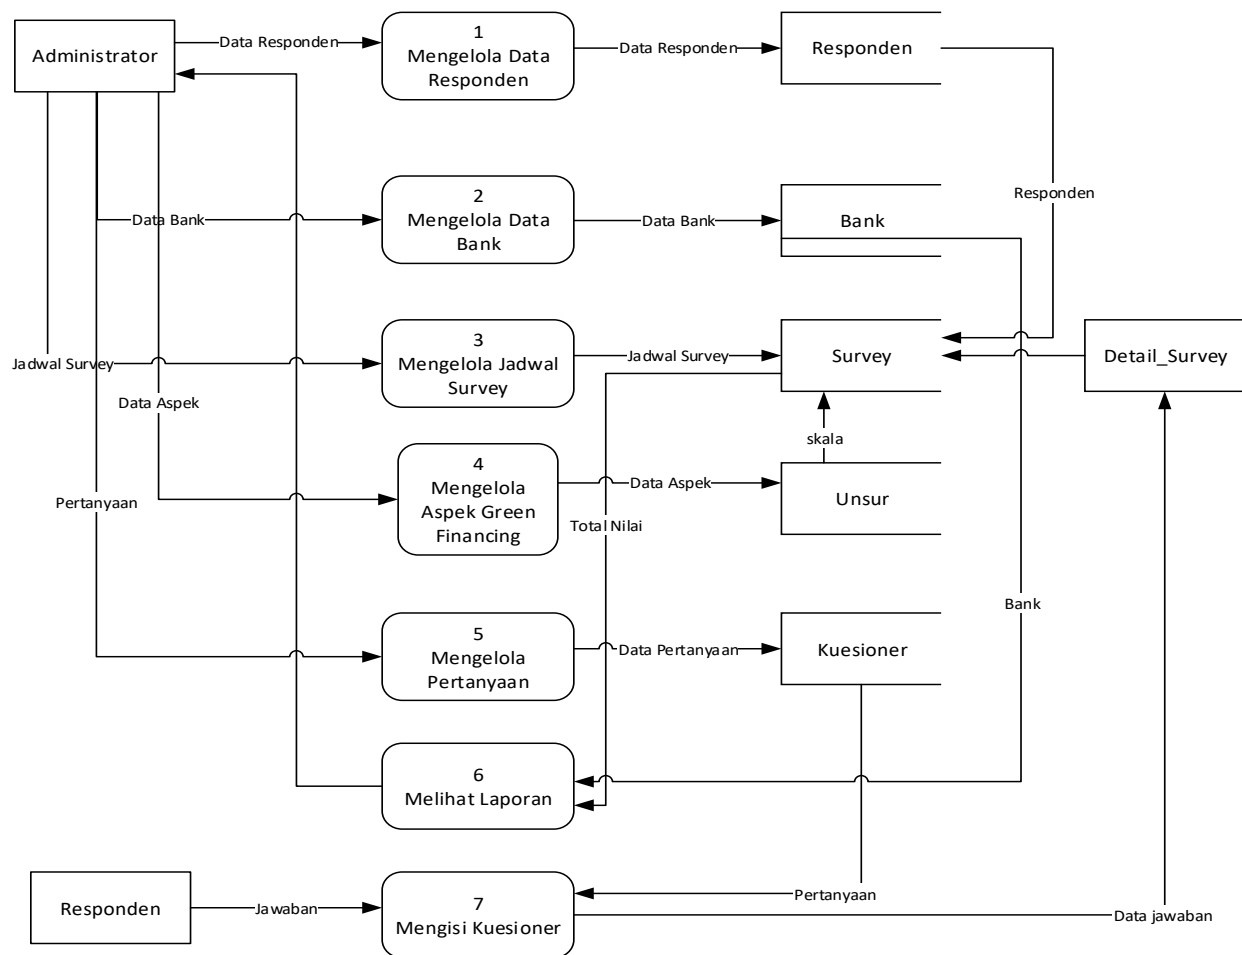 Administrator
Data Responden
1
Mengelola Data
Responden
Data Responden
Responden
Responden
Data Bank
2
Mengelola Data
Bank
Data Bank
Bank
Jadwal Survey
3
Mengelola Jadwal
Survey
Jadwal Survey
Survey
Detail_Survey
Data Aspek
skala
4
Mengelola
Aspek Green
Financing
Data Aspek
Unsur
Pertanyaan
Total Nilai
Bank
5
Mengelola
Pertanyaan
Data Pertanyaan
Kuesioner
6
Melihat Laporan
Responden
Jawaban
7
Mengisi Kuesioner
Pertanyaan
Data jawaban